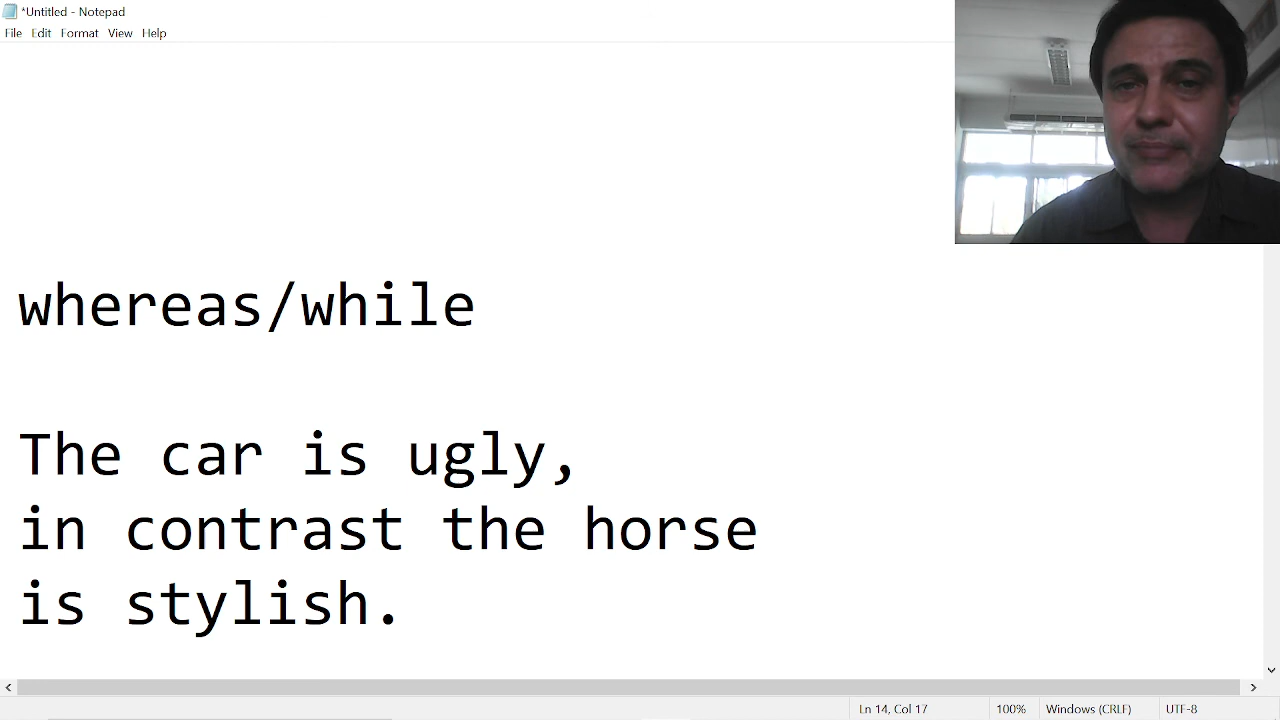 *Untitled - Notepad
File Edit Format View Help
whereas/while
The car is ugly,
in contrast the horse
is stylish.
Ln 14, Col 17 100% Windows (CRLF) UTF-8